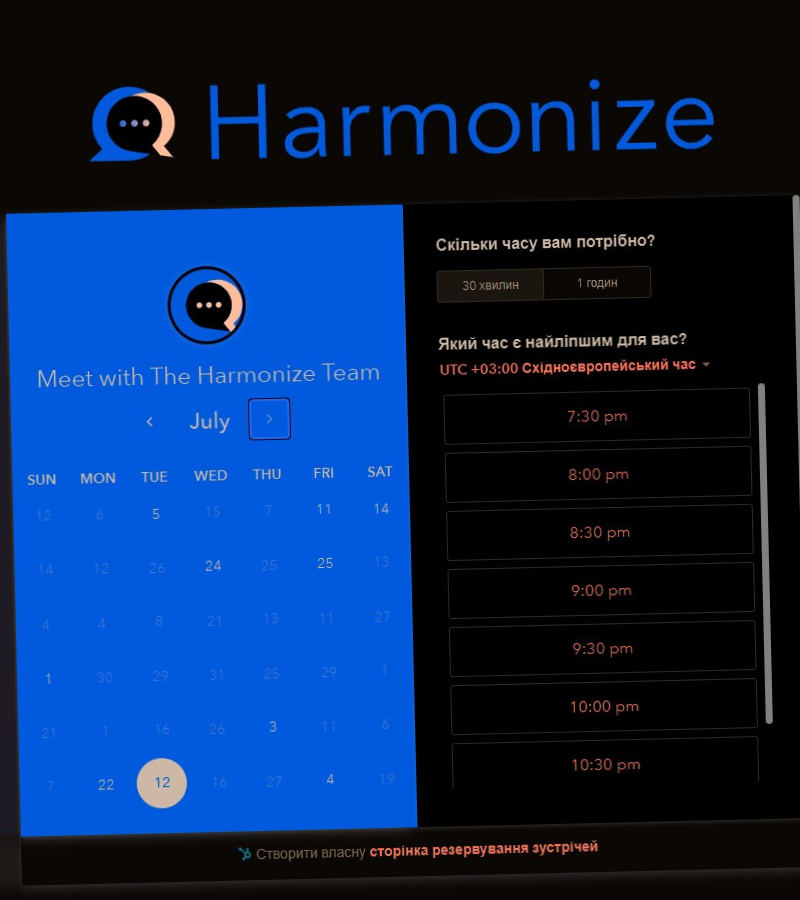 Harmonize
Meet with The Harmonize Team
July
SUN MON TUE WED THU FRI SAT
12 6 5 15 7 11 14
14 12 26 24 25 25 13
4 4 8 21 13 11 27
1 30 29 31 25 29 1
21 1 16 26 3 11 6
7 22 12 16 27 4 19
Скільки часу вам потрібно?
30 хвилин 1 годин
Який час є найліпшим для вас?
UTC +03:00 Східноєвропейський час
7:30 pm
8:00 pm
8:30 pm
9:00 pm
9:30 pm
10:00 pm
10:30 pm
Створити власну сторінка резервування зустрічей